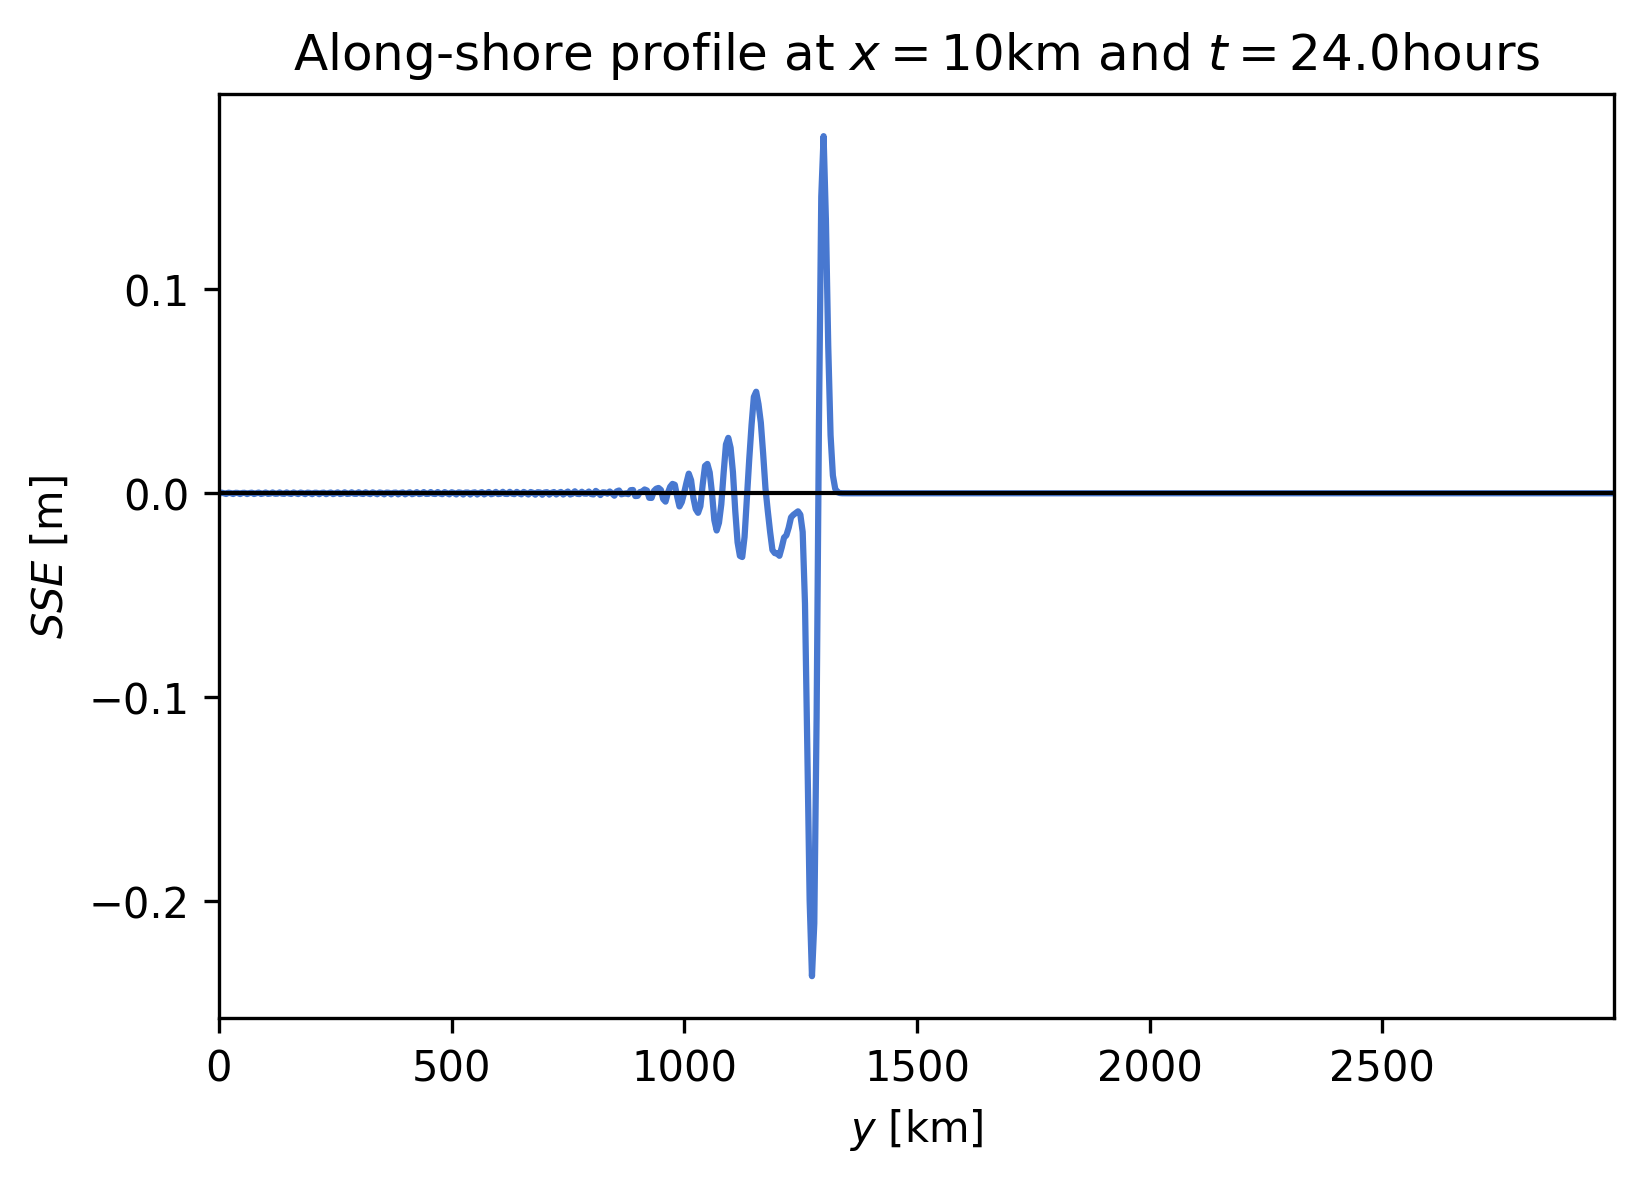 Along-shore profile at x = 10km and t = 24.0hours
SSE [m]
0.1
0.0
−0.1
−0.2
0 500 1000 1500 2000 2500
y [km]